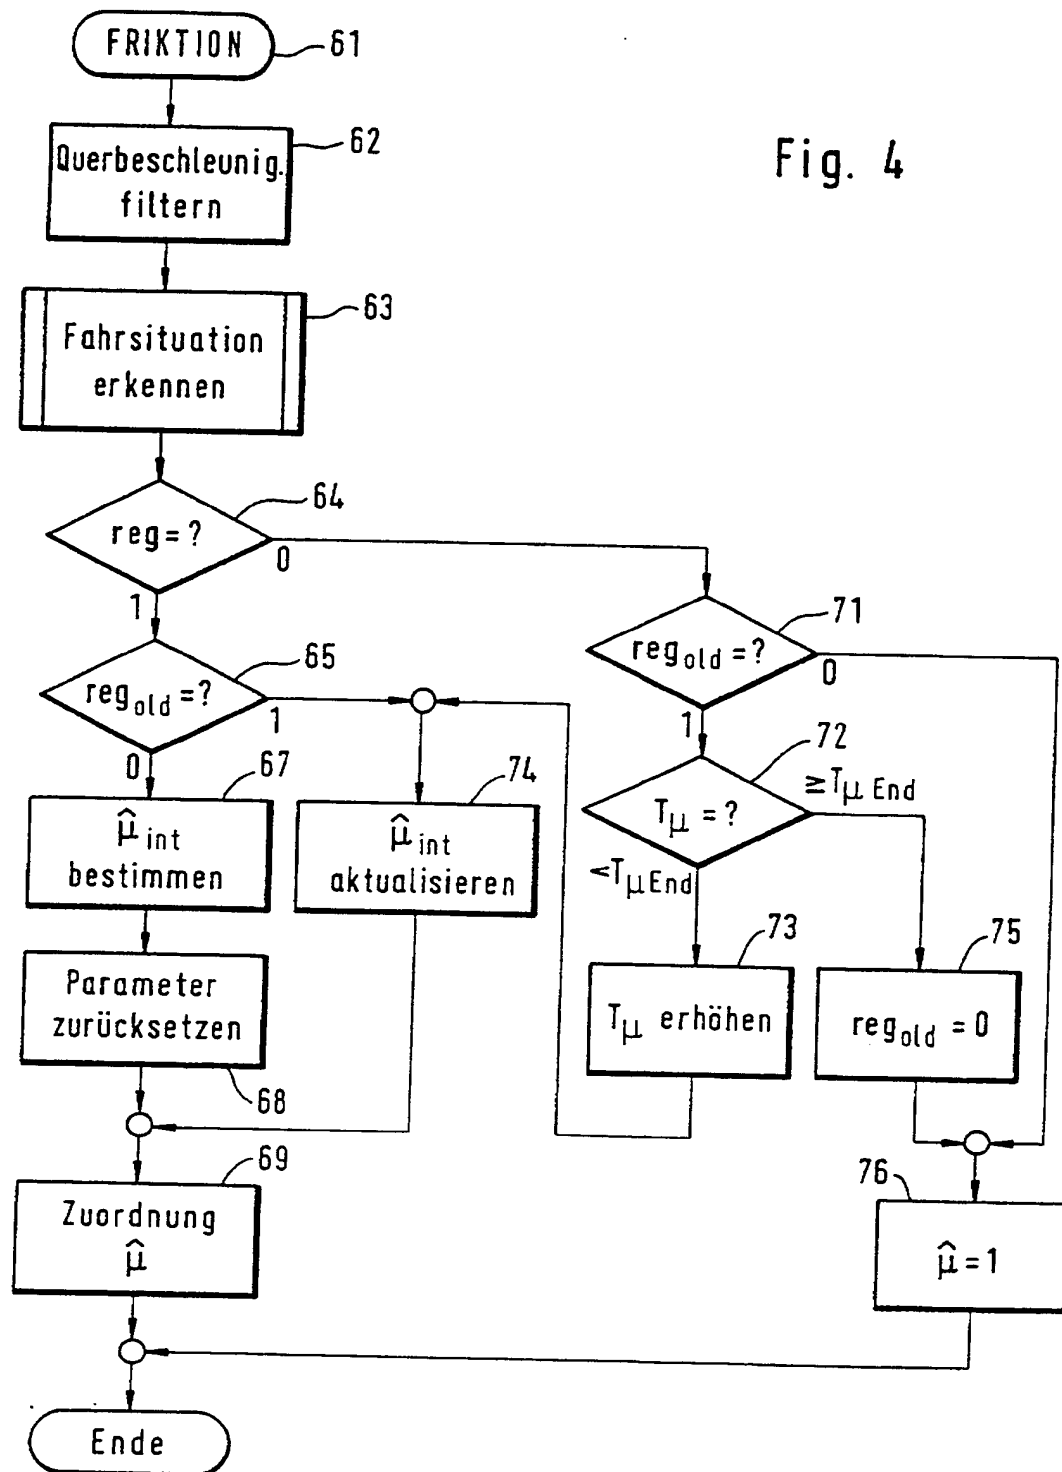 FRIKTION
61
Querbeschleunig.
filtern
62
Fig. 4
Fahrsituation
erkennen
63
reg = ?
64
0
1
reg_old = ?
65
1
0
reg_old = ?
71
0
1
μ̂_int
bestimmen
67
μ̂_int
aktualisieren
74
T_μ = ?
72
≥T_μ End
<T_μ End
Parameter
zurücksetzen
68
T_μ erhöhen
73
reg_old = 0
75
Zuordnung
μ̂
69
μ̂ = 1
76
Ende